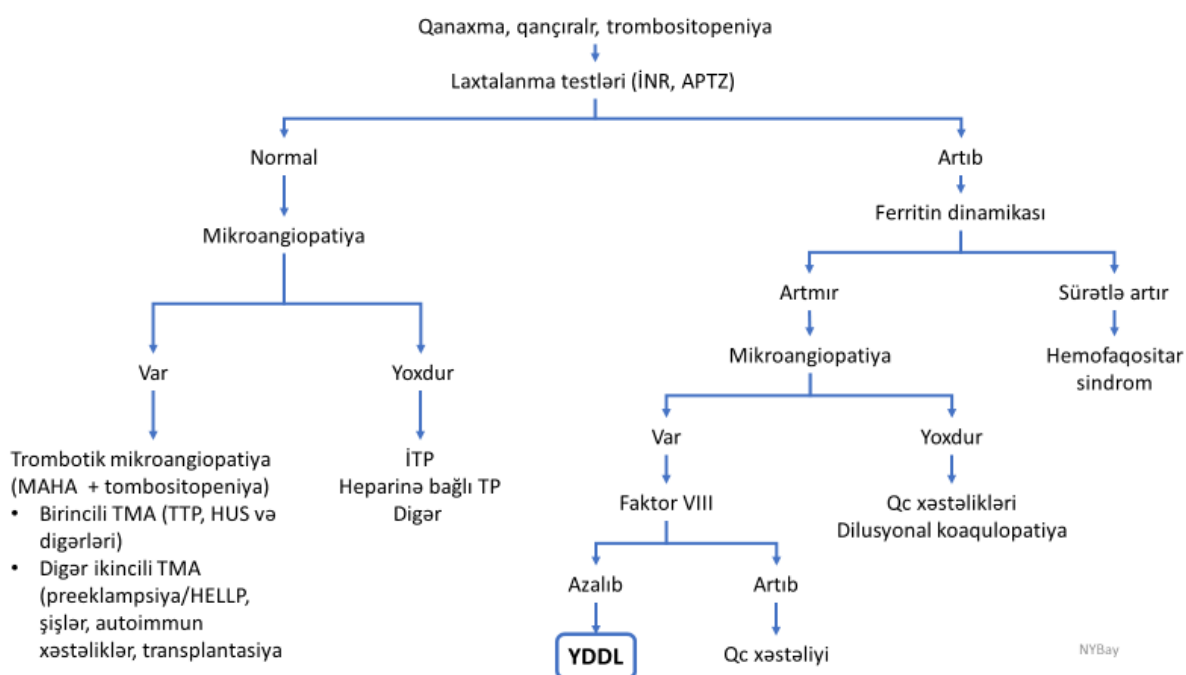 Qanaxma, qançıralr, trombositopeniya
Laxtalanma testləri (İNR, APTZ)
Normal
Artıb
Ferritin dinamikası
Mikroangiopatiya
Artmır
Sürətlə artır
Mikroangiopatiya
Hemofaqositar
sindrom
Var
Yoxdur
Var
Yoxdur
Trombotik mikroangiopatiya
(MAHA + tombositopeniya)
• Birincili TMA (TTP, HUS və
digərləri)
• Digər ikincili TMA
(preeklampsiya/HELLP,
şişlər, autoimmun
xəstəliklər, transplantasiya
İTP
Heparinə bağlı TP
Digər
Faktor VIII
Qc xəstəlikləri
Dilusyonal koaqulopatiya
Azalıb
Artıb
YDDL
Qc xəstəliyi
NYBay